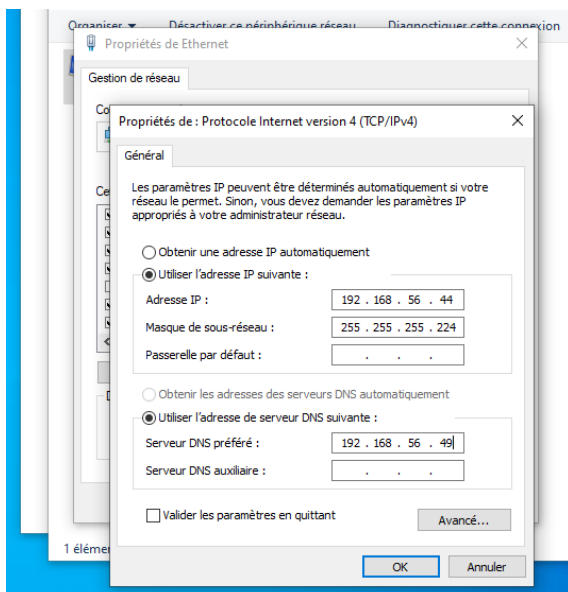 Organiser Désactiver ce périphérique réseau Diagnostiquer cette connexion
Propriétés de Ethernet
Gestion de réseau
Propriétés de : Protocole Internet version 4 (TCP/IPv4)
Général
Les paramètres IP peuvent être déterminés automatiquement si votre
réseau le permet. Sinon, vous devez demander les paramètres IP
appropriés à votre administrateur réseau.
Obtenir une adresse IP automatiquement
Utiliser l'adresse IP suivante :
Adresse IP : 192 . 168 . 56 . 44
Masque de sous-réseau : 255 . 255 . 255 . 224
Passerelle par défaut : . . .
Obtenir les adresses des serveurs DNS automatiquement
Utiliser l'adresse de serveur DNS suivante :
Serveur DNS préféré : 192 . 168 . 56 . 49
Serveur DNS auxiliaire : . . .
Valider les paramètres en quittant
Avancé...
OK Annuler